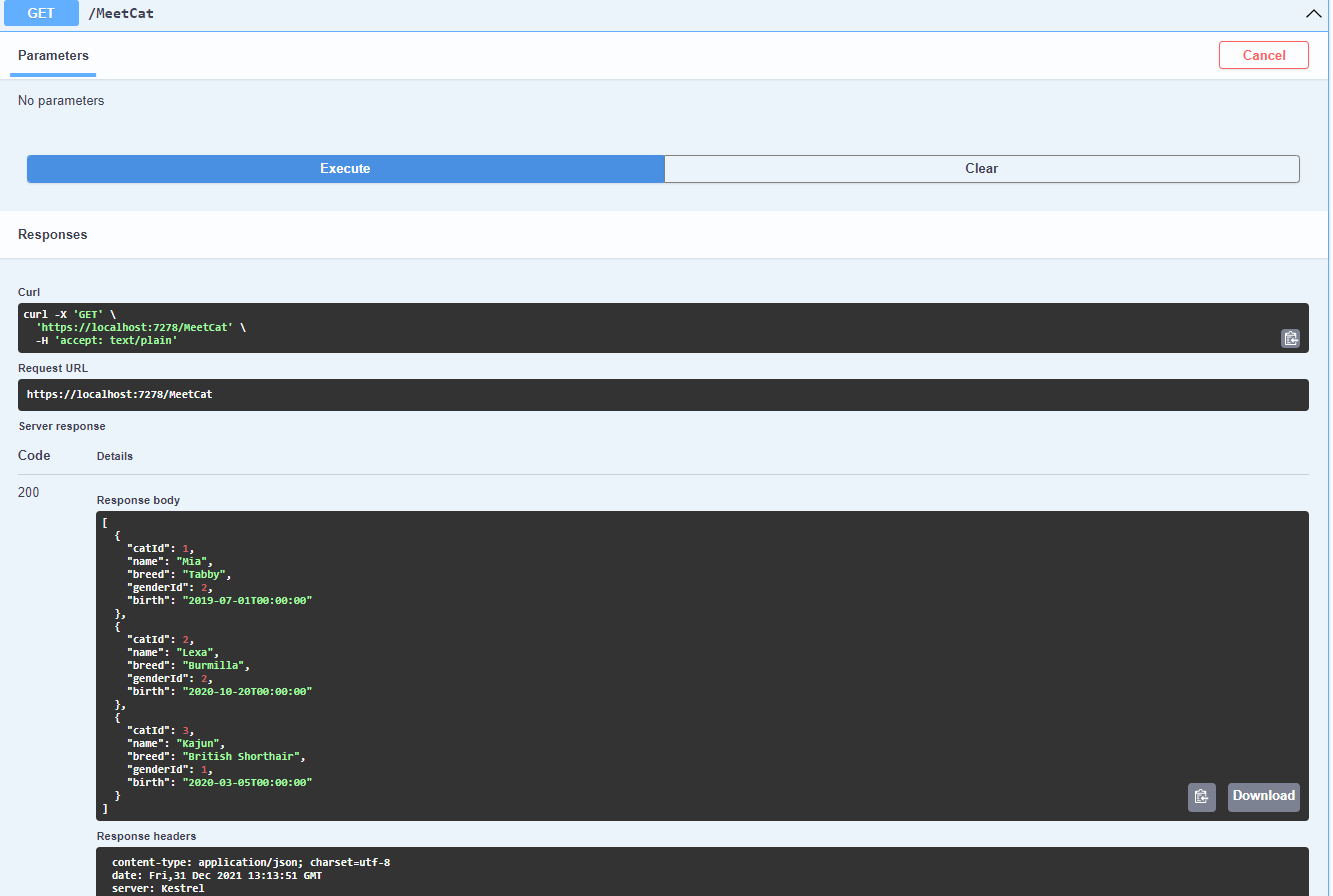 GET /MeetCat
Parameters
Cancel
No parameters
Execute
Clear
Responses
Curl
curl -X 'GET' \
  'https://localhost:7278/MeetCat' \
  -H 'accept: text/plain'
Request URL
https://localhost:7278/MeetCat
Server response
Code Details
200
Response body
[
  {
    "catId": 1,
    "name": "Mia",
    "breed": "Tabby",
    "genderId": 2,
    "birth": "2019-07-01T00:00:00"
  },
  {
    "catId": 2,
    "name": "Lexa",
    "breed": "Burmilla",
    "genderId": 2,
    "birth": "2020-10-20T00:00:00"
  },
  {
    "catId": 3,
    "name": "Kajun",
    "breed": "British Shorthair",
    "genderId": 1,
    "birth": "2020-03-05T00:00:00"
  }
]
Download
Response headers
content-type: application/json; charset=utf-8
date: Fri,31 Dec 2021 13:13:51 GMT
server: Kestrel